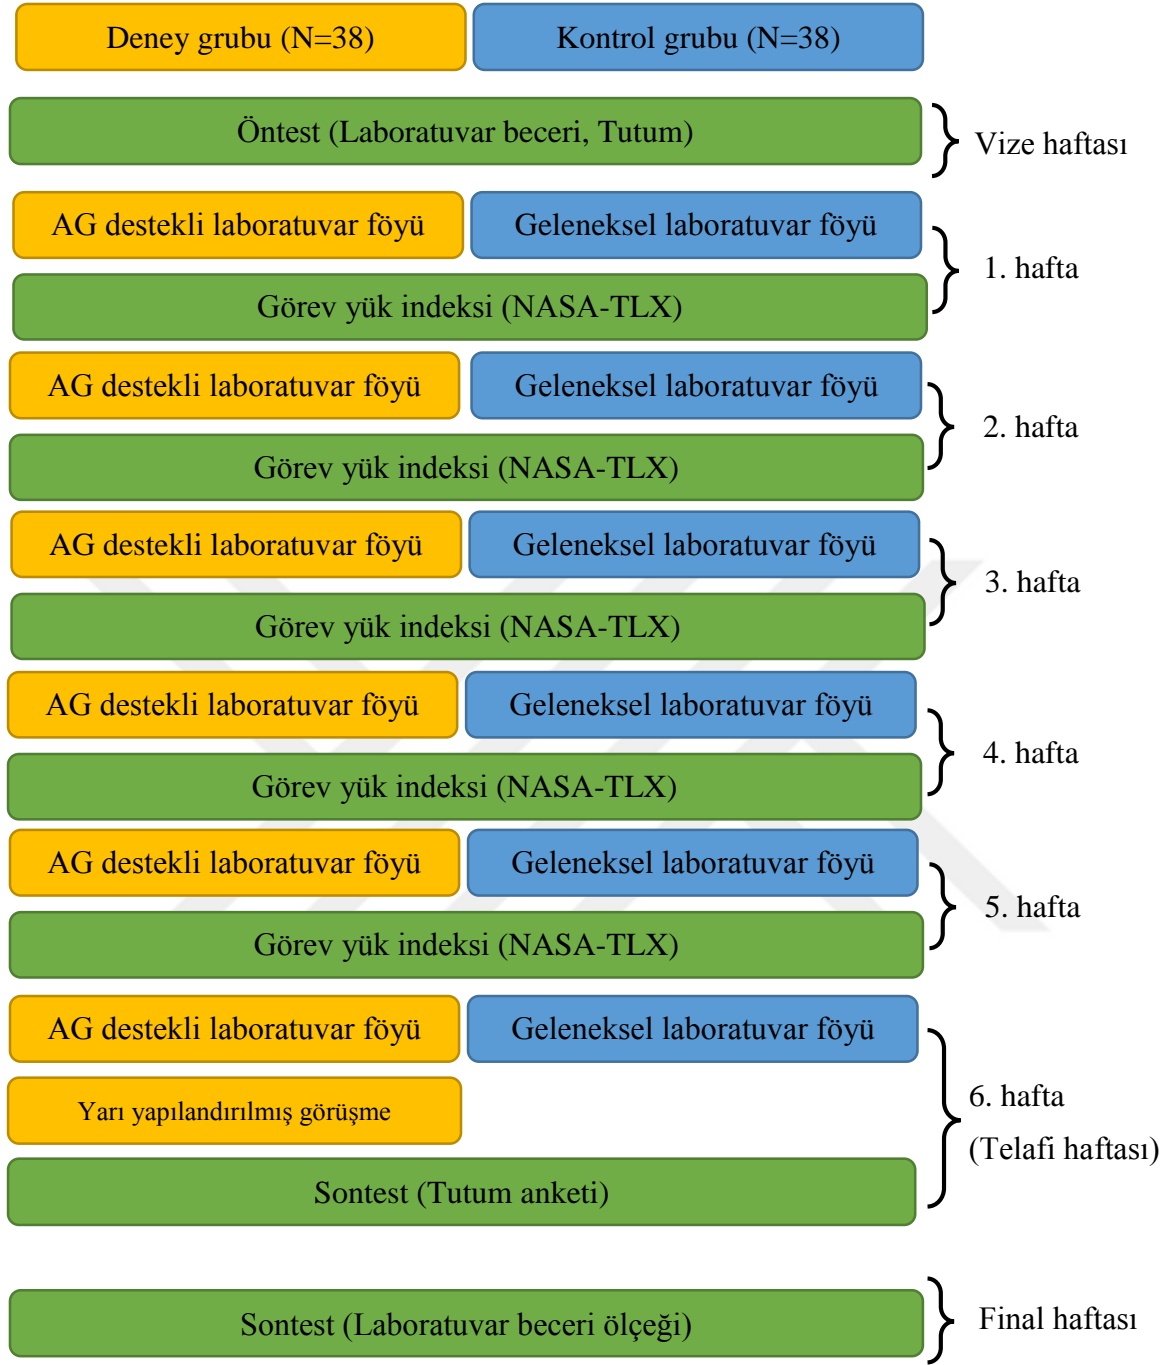 Deney grubu (N=38)
Kontrol grubu (N=38)
Öntest (Laboratuvar beceri, Tutum)
Vize haftası
AG destekli laboratuvar föyü
Geleneksel laboratuvar föyü
1. hafta
Görev yük indeksi (NASA-TLX)
AG destekli laboratuvar föyü
Geleneksel laboratuvar föyü
2. hafta
Görev yük indeksi (NASA-TLX)
AG destekli laboratuvar föyü
Geleneksel laboratuvar föyü
3. hafta
Görev yük indeksi (NASA-TLX)
AG destekli laboratuvar föyü
Geleneksel laboratuvar föyü
4. hafta
Görev yük indeksi (NASA-TLX)
AG destekli laboratuvar föyü
Geleneksel laboratuvar föyü
5. hafta
Görev yük indeksi (NASA-TLX)
AG destekli laboratuvar föyü
Geleneksel laboratuvar föyü
Yarı yapılandırılmış görüşme
6. hafta
(Telafi haftası)
Sontest (Tutum anketi)
Sontest (Laboratuvar beceri ölçeği)
Final haftası